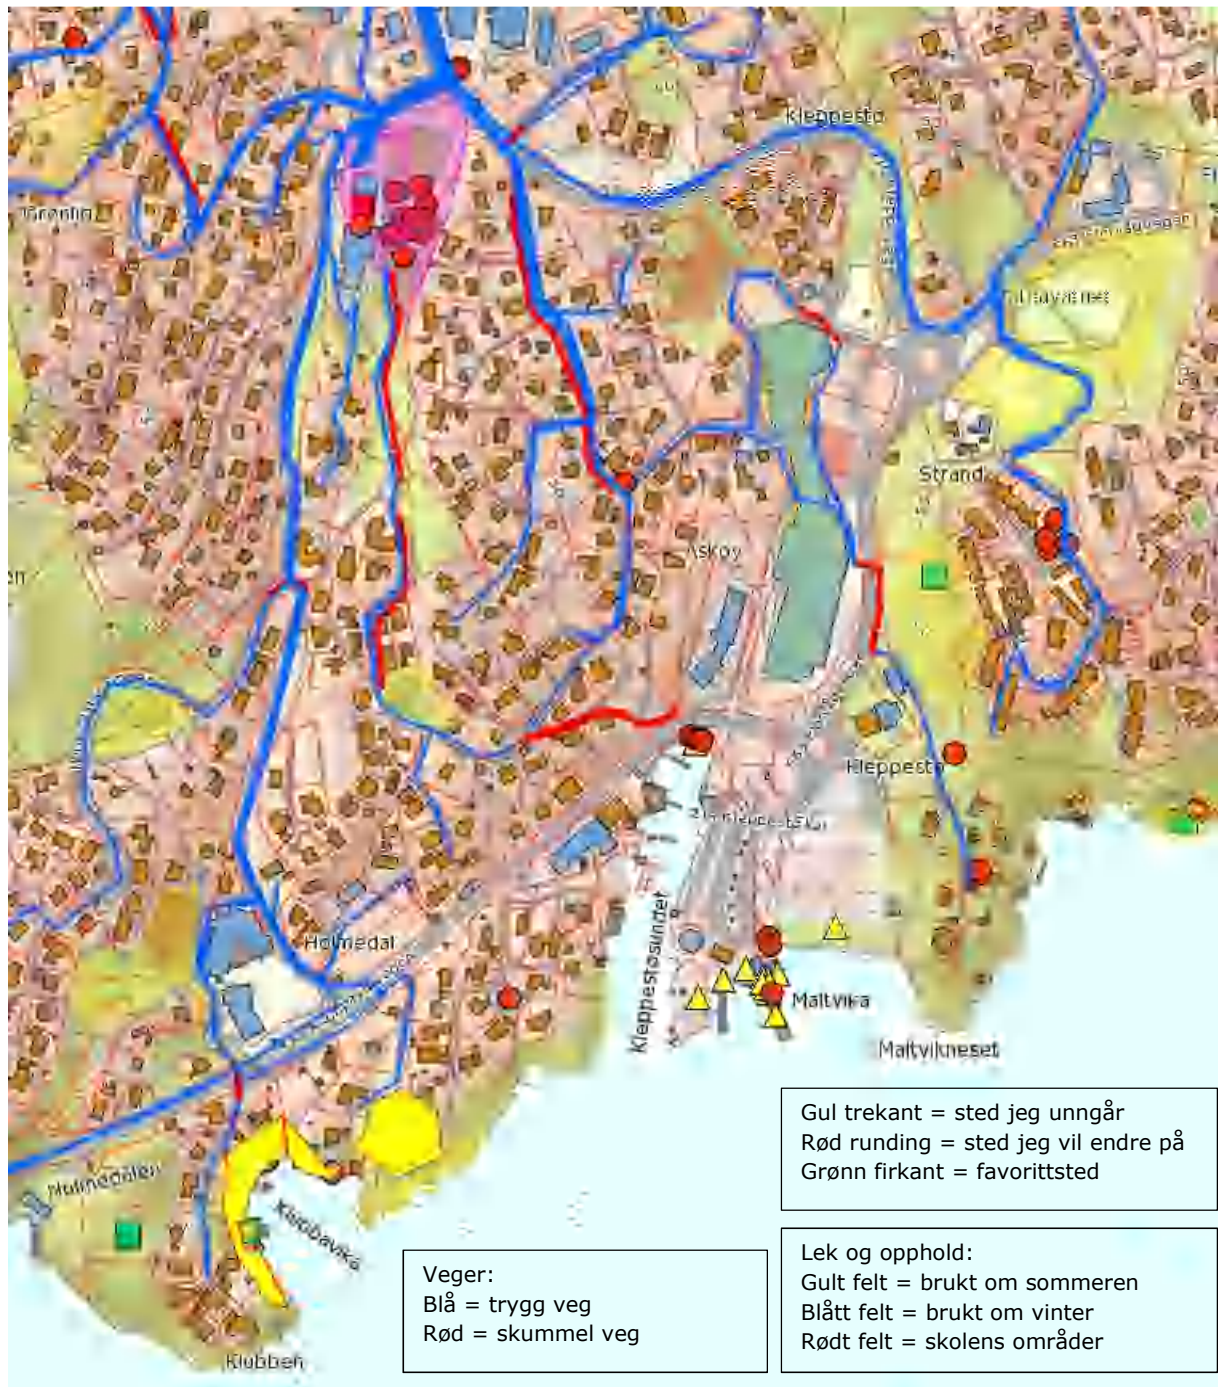 Kleppestø
Strand
Askøy
Kleppestø
Holmedal
Kleppestøsundet
Maltvika
Maltvikneset
Gul trekant = sted jeg unngår
Rød runding = sted jeg vil endre på
Grønn firkant = favorittsted
Klubbavika
Lek og opphold:
Gult felt = brukt om sommeren
Blått felt = brukt om vinter
Rødt felt = skolens områder
Veger:
Blå = trygg veg
Rød = skummel veg
Klubben